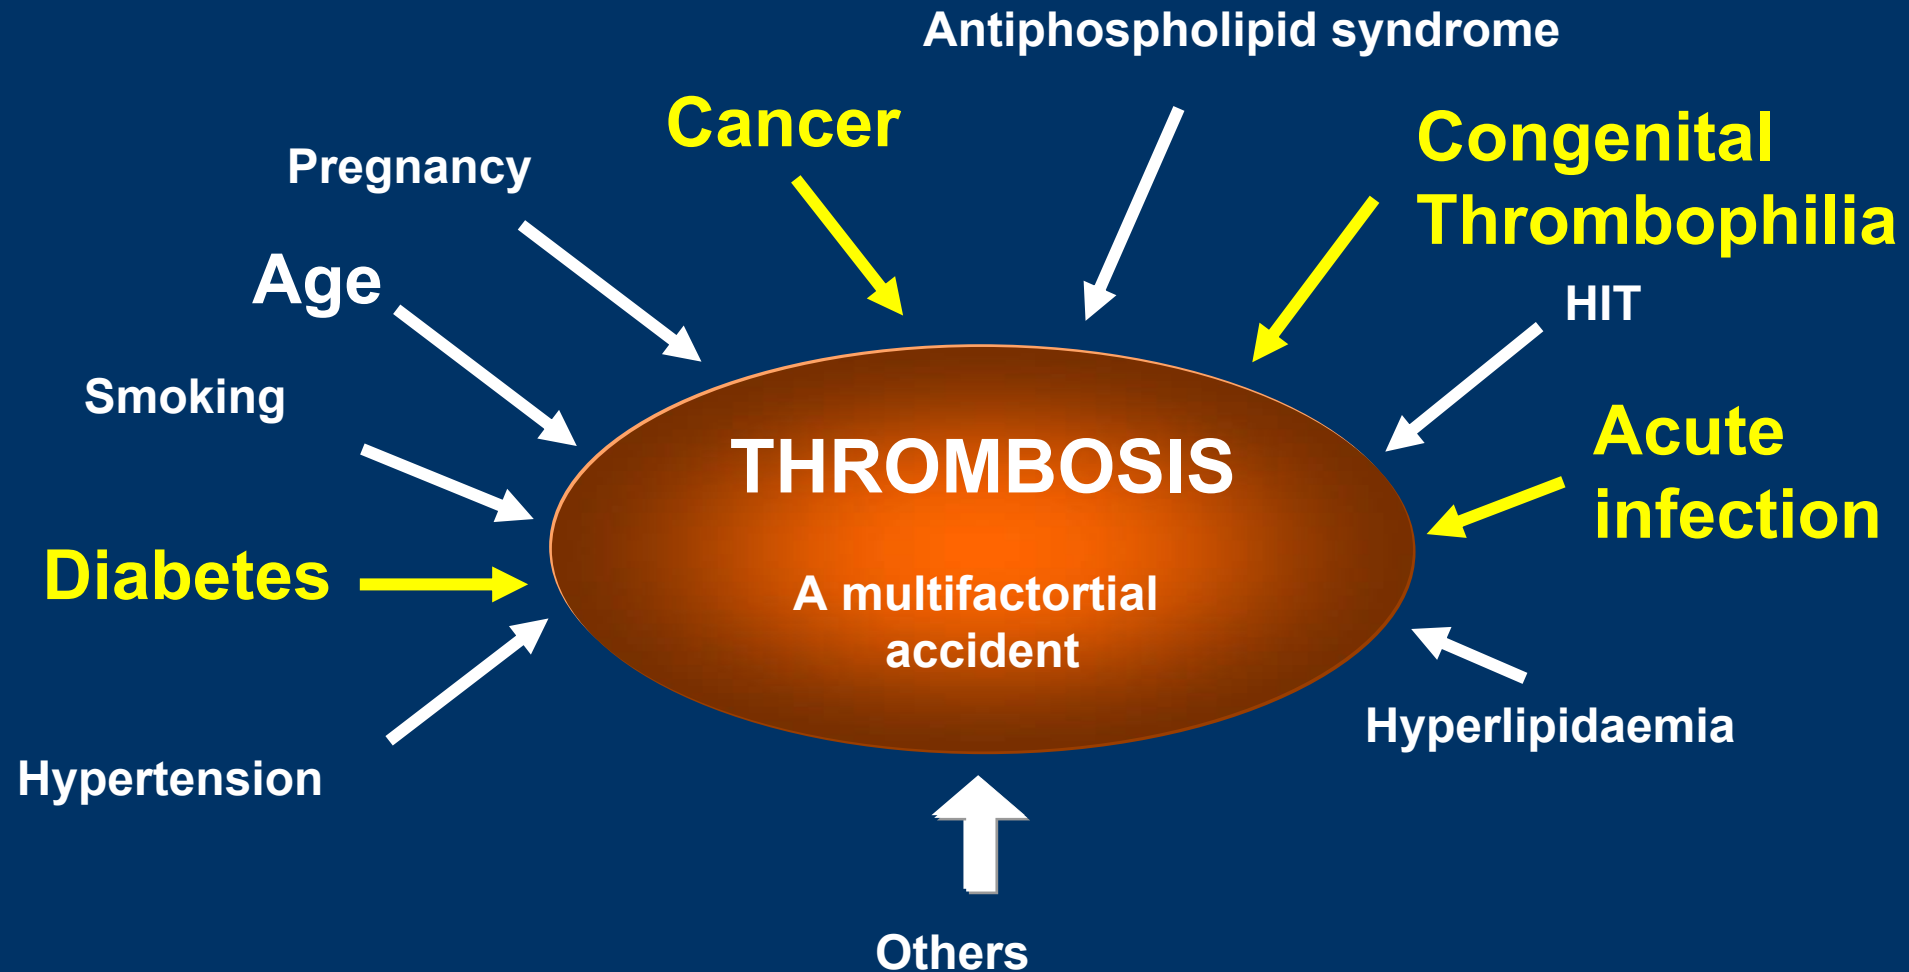 Antiphospholipid syndrome
Cancer
Congenital
Thrombophilia
Pregnancy
Age
HIT
Smoking
Acute
infection
THROMBOSIS
Diabetes
A multifactortial
accident
Hyperlipidaemia
Hypertension
Others